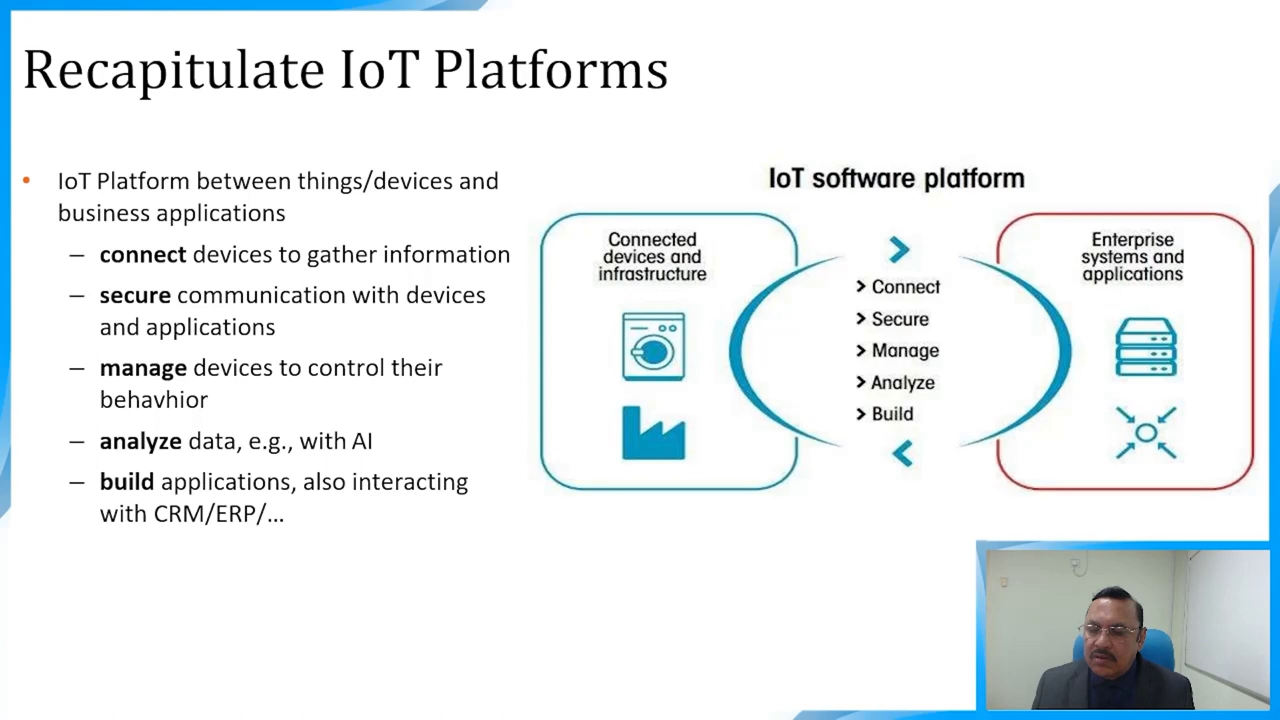 Recapitulate IoT Platforms
• IoT Platform between things/devices and
business applications
– connect devices to gather information
– secure communication with devices
and applications
– manage devices to control their
behavhior
– analyze data, e.g., with AI
– build applications, also interacting
with CRM/ERP/...
IoT software platform
Connected
devices and
infrastructure
> Connect
> Secure
> Manage
> Analyze
> Build
Enterprise
systems and
applications